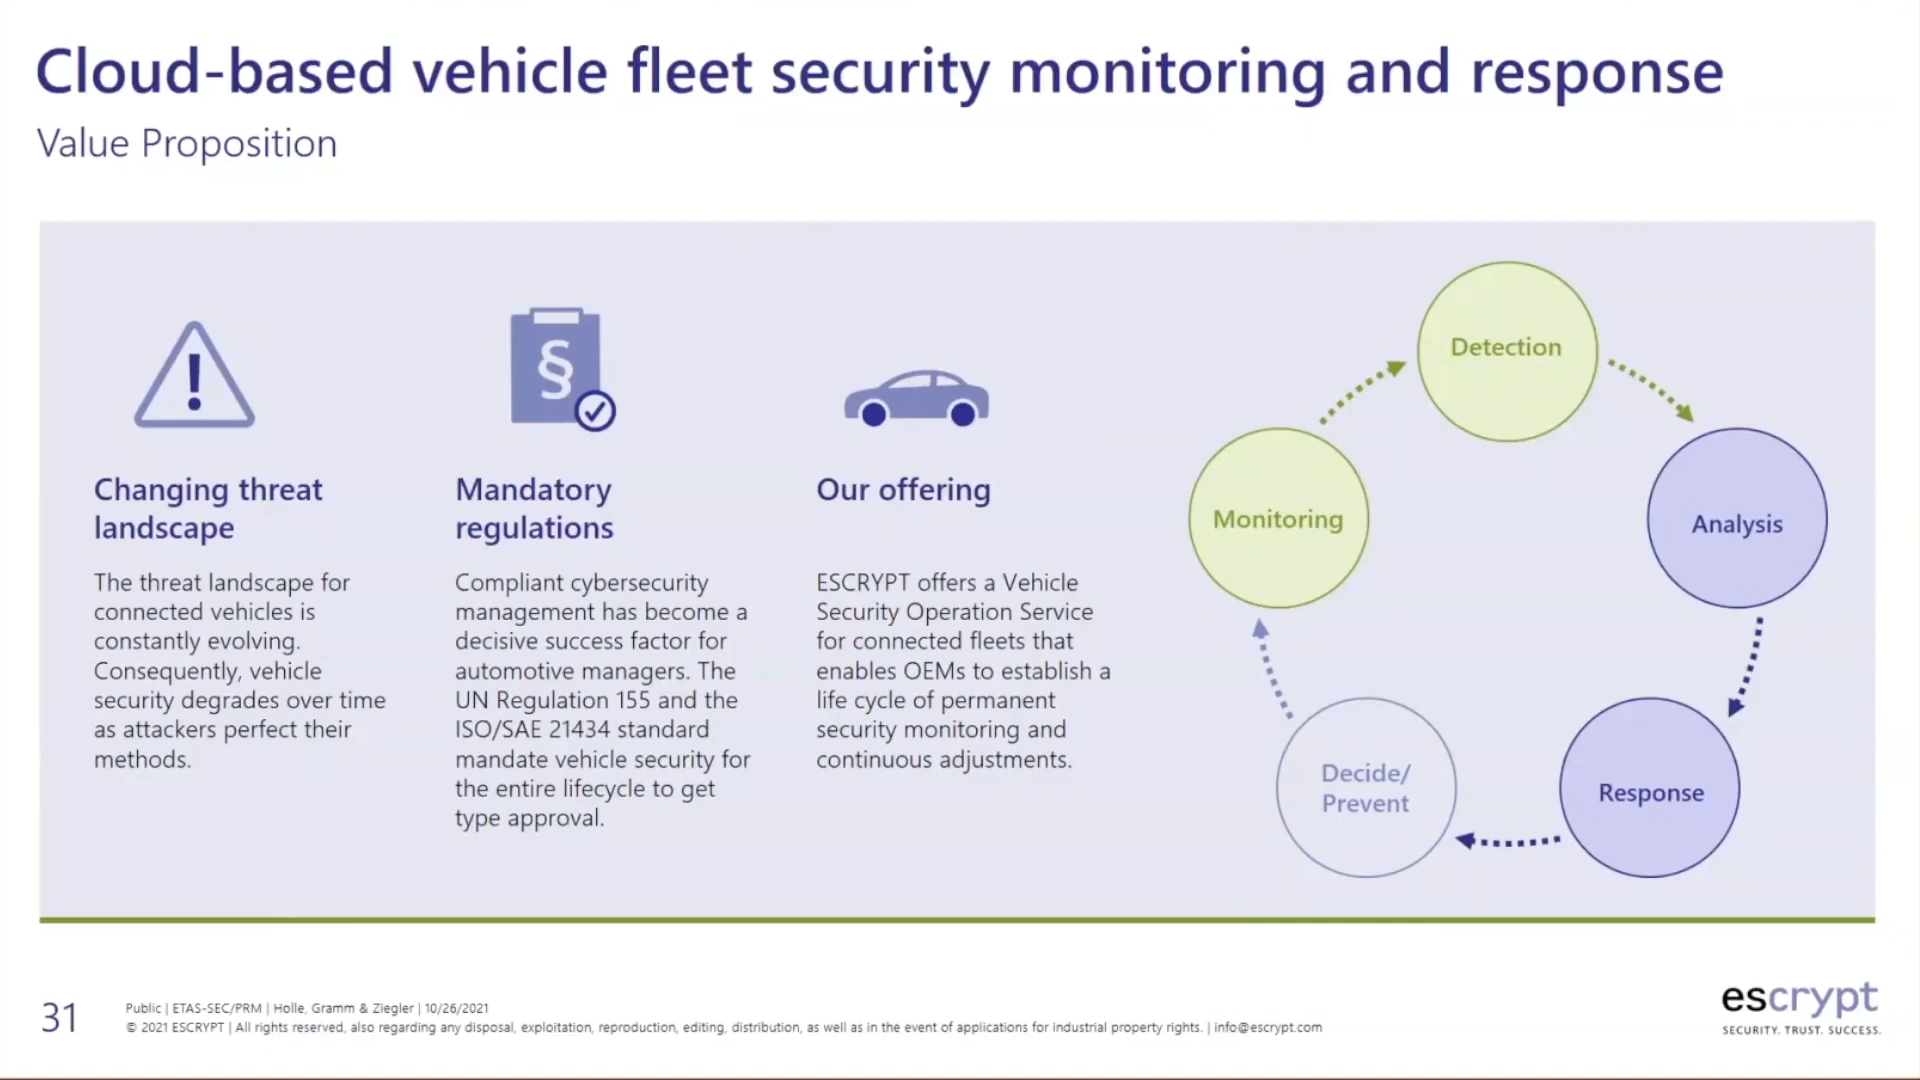 Cloud-based vehicle fleet security monitoring and response
Value Proposition
Changing threat
landscape
The threat landscape for
connected vehicles is
constantly evolving.
Consequently, vehicle
security degrades over time
as attackers perfect their
methods.
§
Mandatory
regulations
Compliant cybersecurity
management has become a
decisive success factor for
automotive managers. The
UN Regulation 155 and the
ISO/SAE 21434 standard
mandate vehicle security for
the entire lifecycle to get
type approval.
Our offering
ESCRYPT offers a Vehicle
Security Operation Service
for connected fleets that
enables OEMs to establish a
life cycle of permanent
security monitoring and
continuous adjustments.
Detection
Monitoring
Analysis
Decide/
Prevent
Response
31
Public | ETAS-SEC/PRM | Holle, Gramm & Ziegler | 10/26/2021
© 2021 ESCRYPT | All rights reserved, also regarding any disposal, exploitation, reproduction, editing, distribution, as well as in the event of applications for industrial property rights. | info@escrypt.com
escrypt
SECURITY. TRUST. SUCCESS.